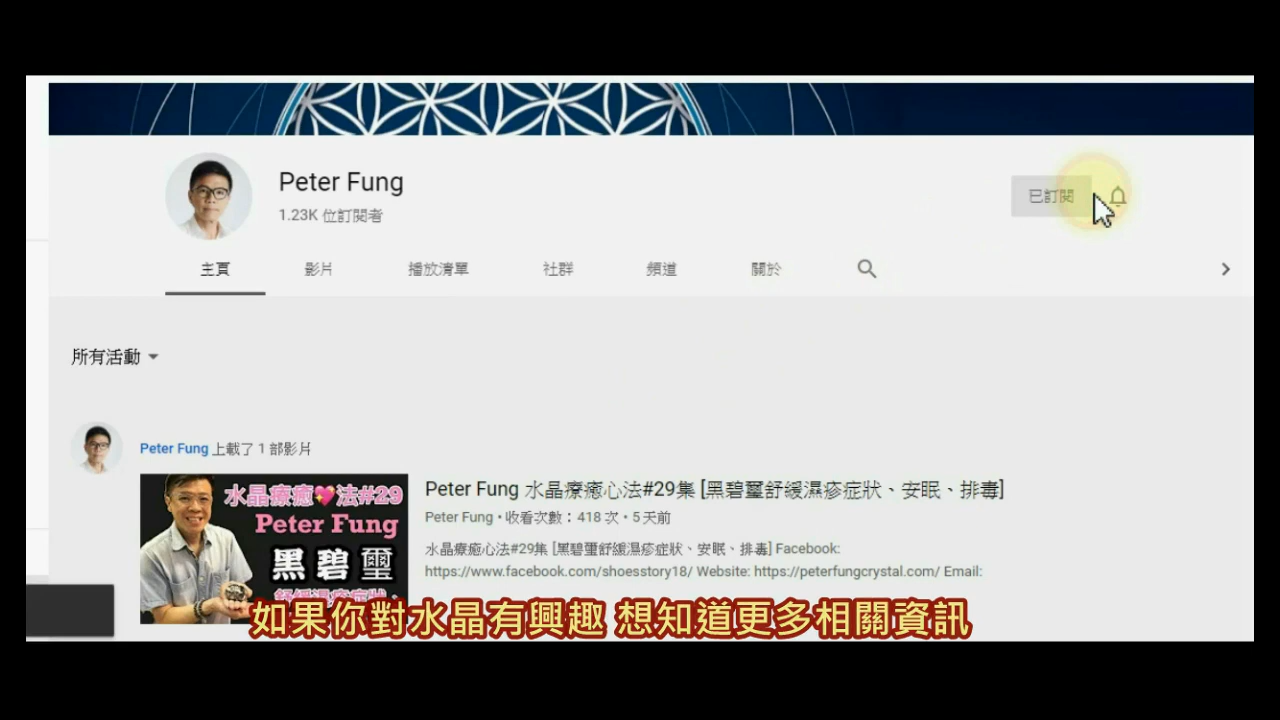 Peter Fung
1.23K 位訂閱者
已訂閱
主頁 影片 播放清單 社群 頻道 關於
所有活動
Peter Fung 上載了 1 部影片
水晶療癒💖法#29
Peter Fung
黑碧璽
舒緩濕疹症狀、
Peter Fung 水晶療癒心法#29集 [黑碧璽舒緩濕疹症狀、安眠、排毒]
Peter Fung • 收看次數：418 次 • 5 天前
水晶療癒心法#29集 [黑碧璽舒緩濕疹症狀、安眠、排毒] Facebook:
https://www.facebook.com/shoesstory18/ Website: https://peterfungcrystal.com/ Email:
如果你對水晶有興趣 想知道更多相關資訊